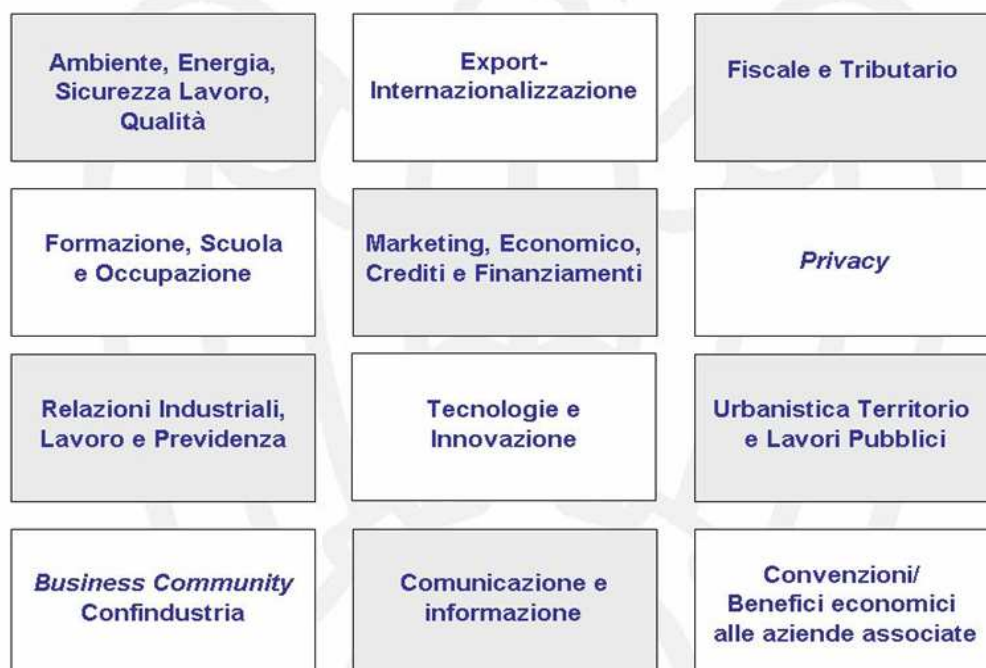 Ambiente, Energia,
Sicurezza Lavoro,
Qualità
Export-
Internazionalizzazione
Fiscale e Tributario
Formazione, Scuola
e Occupazione
Marketing, Economico,
Crediti e Finanziamenti
Privacy
Relazioni Industriali,
Lavoro e Previdenza
Tecnologie e
Innovazione
Urbanistica Territorio
e Lavori Pubblici
Business Community
Confindustria
Comunicazione e
informazione
Convenzioni/
Benefici economici
alle aziende associate